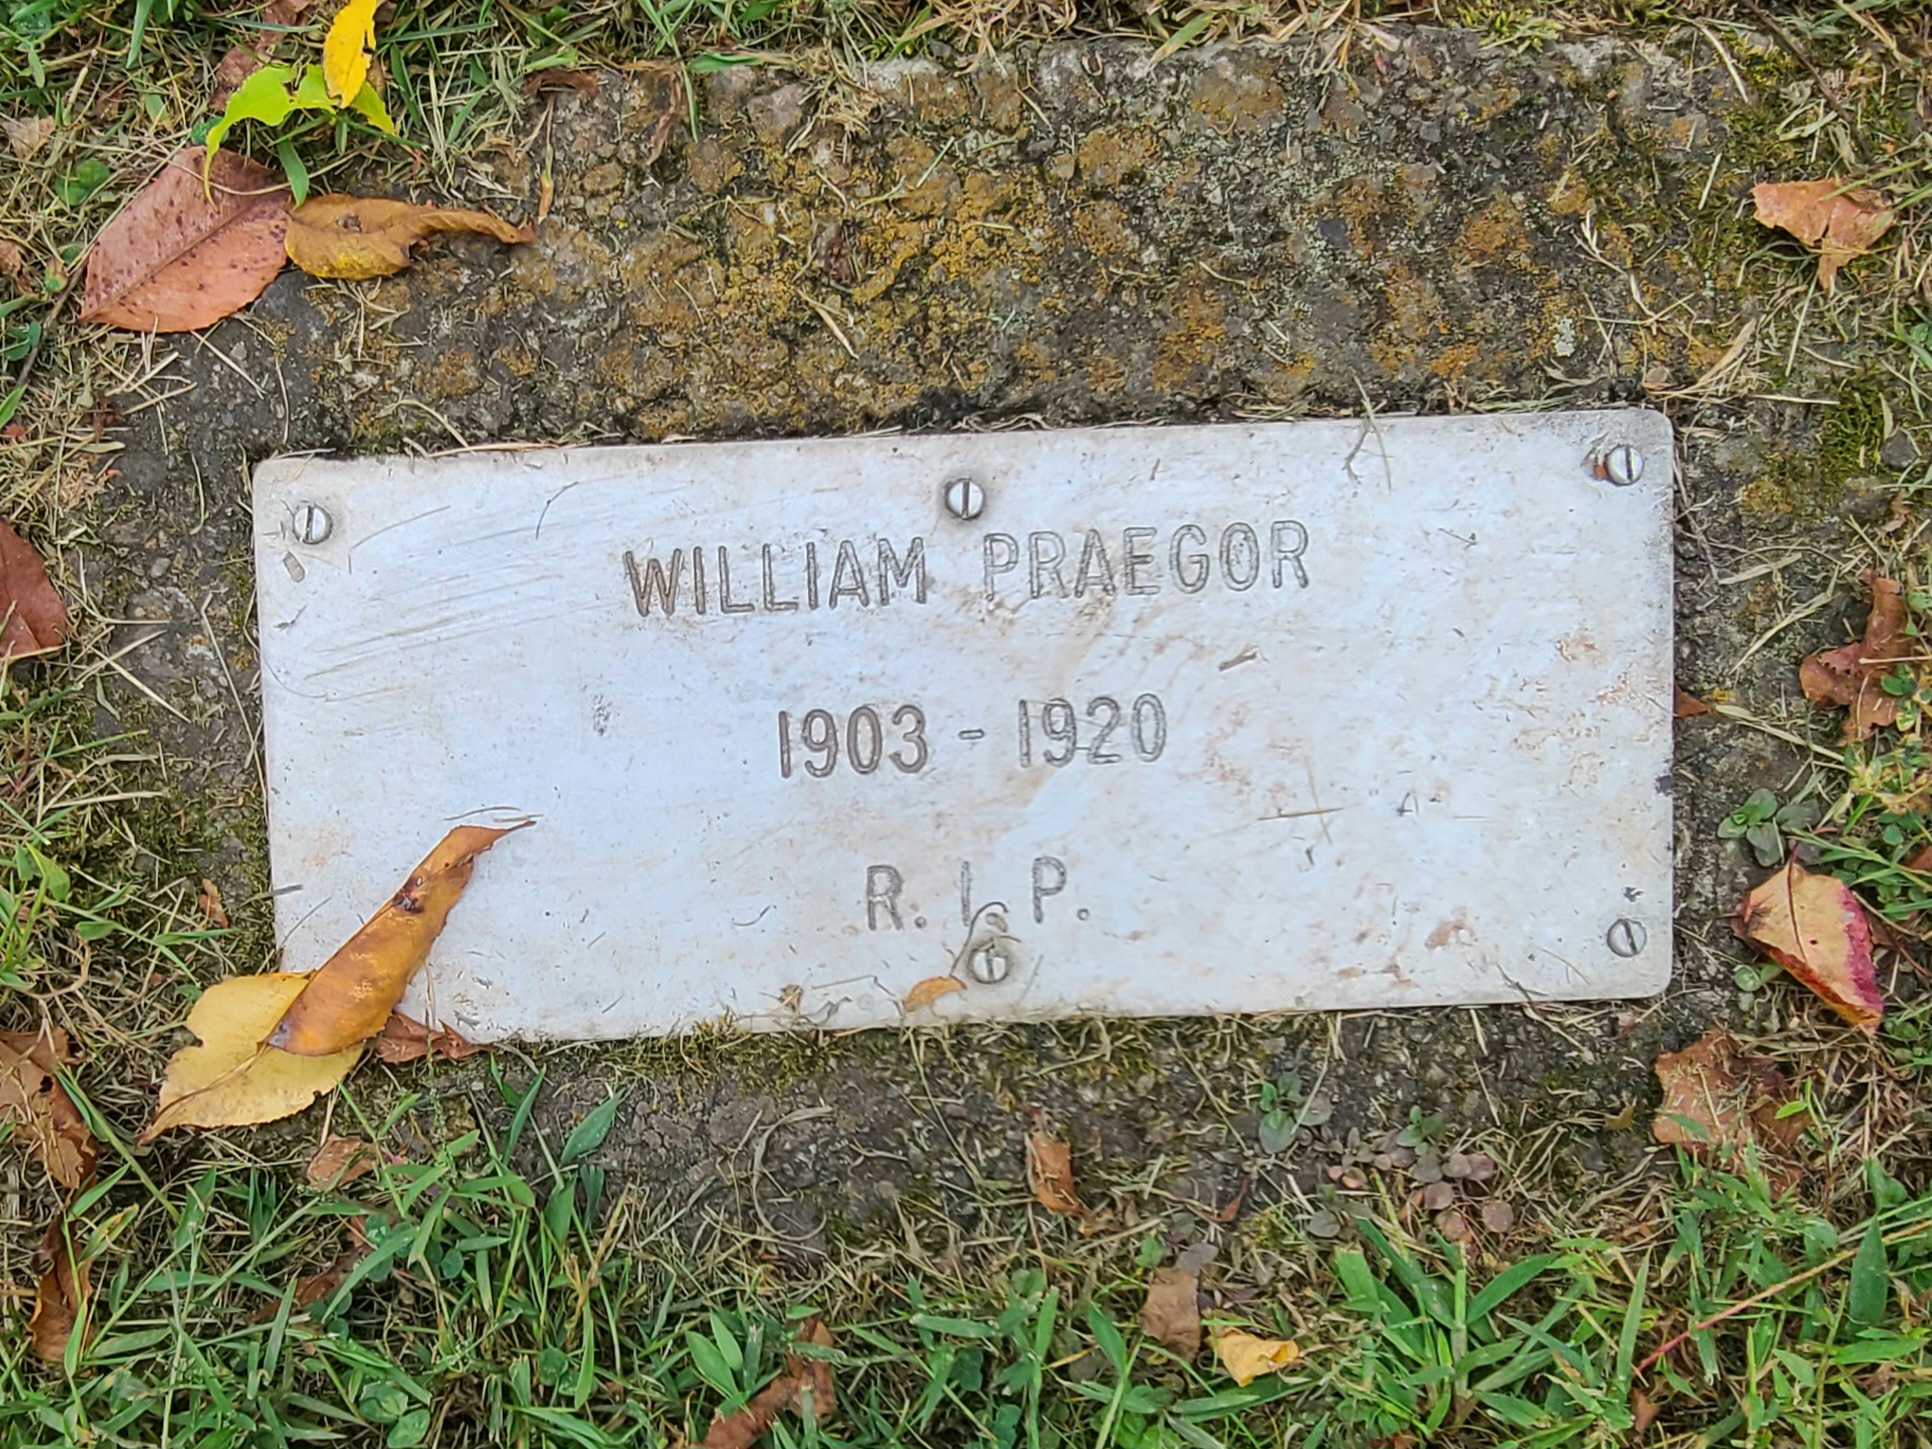 WILLIAM PRAEGOR
1903 - 1920
R. I. P.